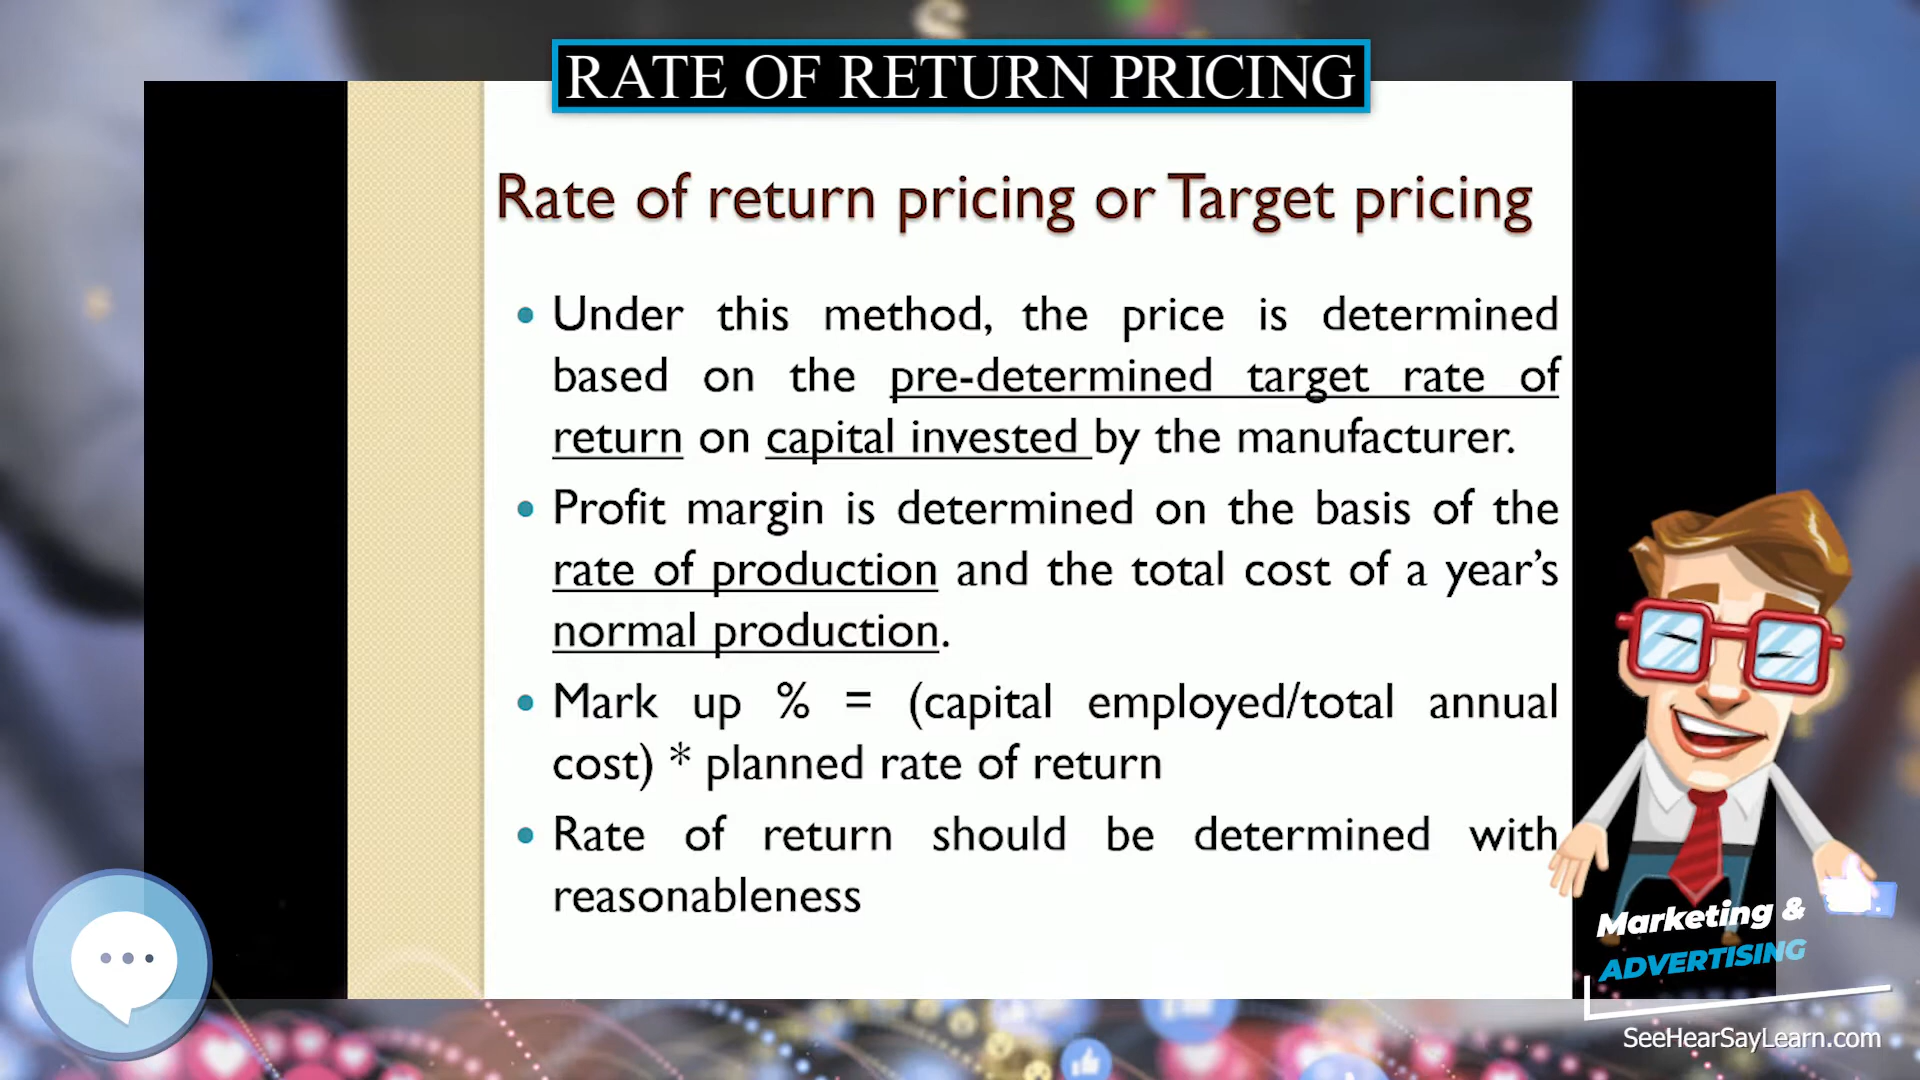 RATE OF RETURN PRICING
Rate of return pricing or Target pricing
• Under this method, the price is determined
based on the pre-determined target rate of
return on capital invested by the manufacturer.
• Profit margin is determined on the basis of the
rate of production and the total cost of a year's
normal production.
• Mark up % = (capital employed/total annual
cost) * planned rate of return
• Rate of return should be determined with
reasonableness
Marketing &
ADVERTISING
SeeHearSayLearn.com